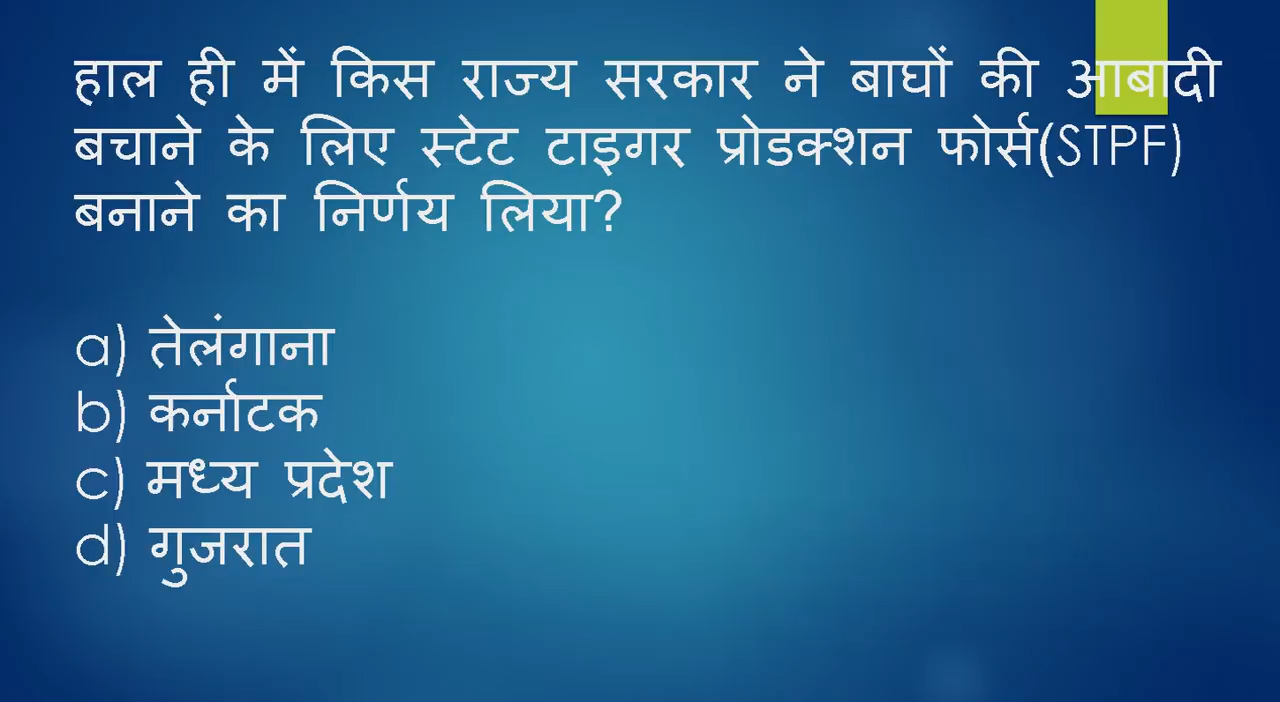 हाल ही में किस राज्य सरकार ने बाघों की आबादी
बचाने के लिए स्टेट टाइगर प्रोडक्शन फोर्स(STPF)
बनाने का निर्णय लिया?
a) तेलंगाना
b) कर्नाटक
c) मध्य प्रदेश
d) गुजरात